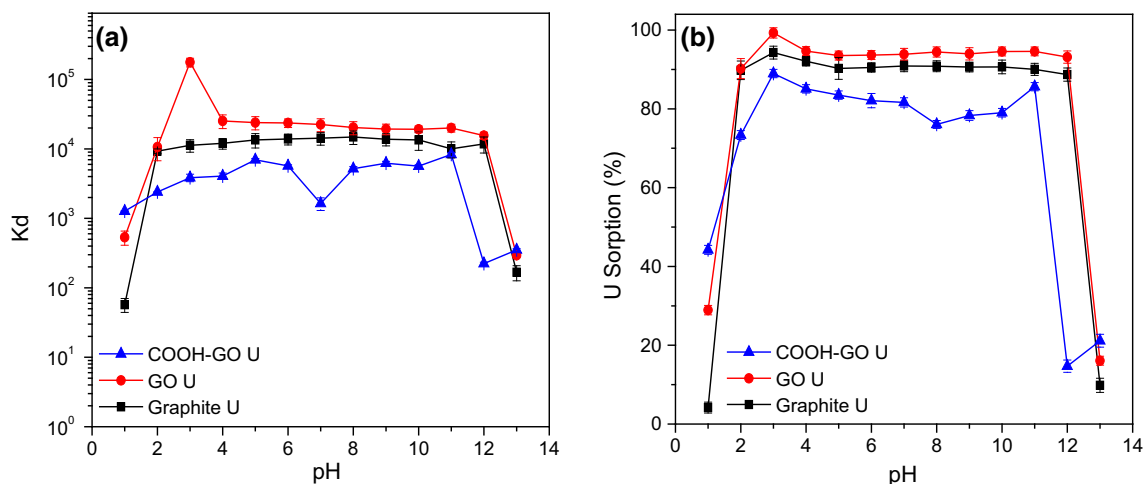 (a)
Kd
10^5
10^4
10^3
10^2
10^1
10^0
COOH-GO U
GO U
Graphite U
0 2 4 6 8 10 12 14
pH
(b)
U Sorption (%)
100
80
60
40
20
0
COOH-GO U
GO U
Graphite U
0 2 4 6 8 10 12 14
pH